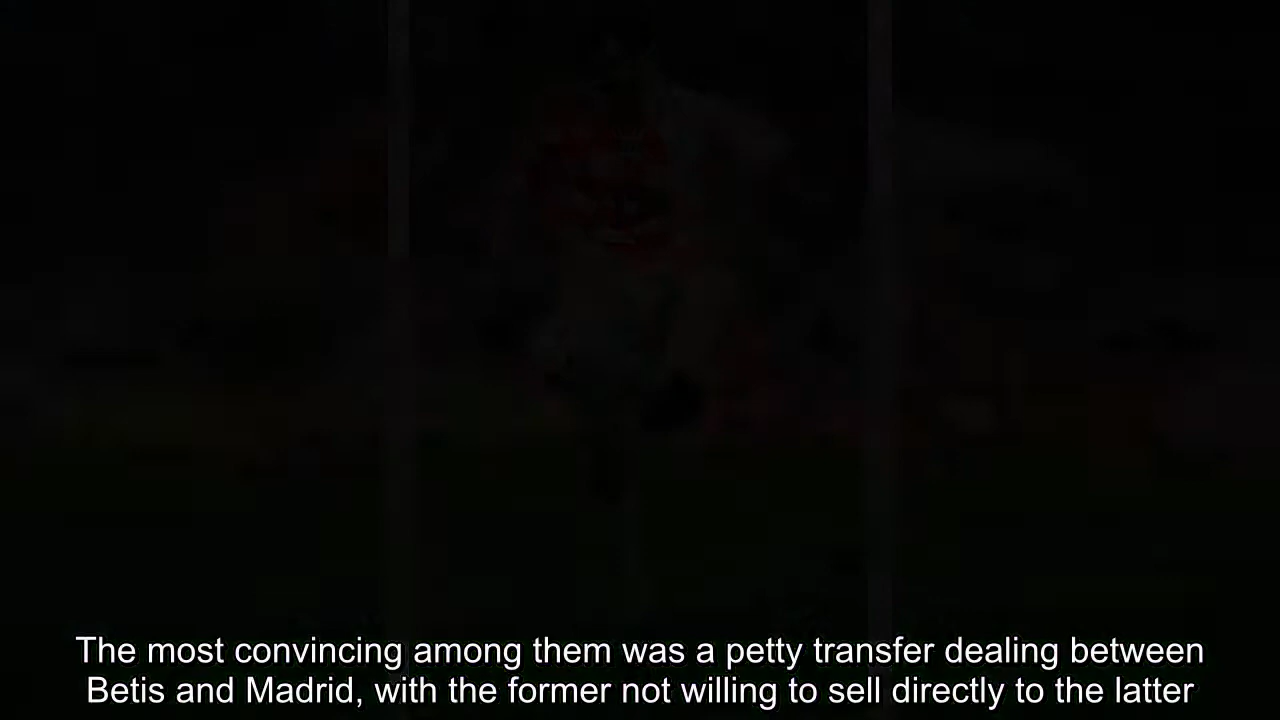 The most convincing among them was a petty transfer dealing between
Betis and Madrid, with the former not willing to sell directly to the latter